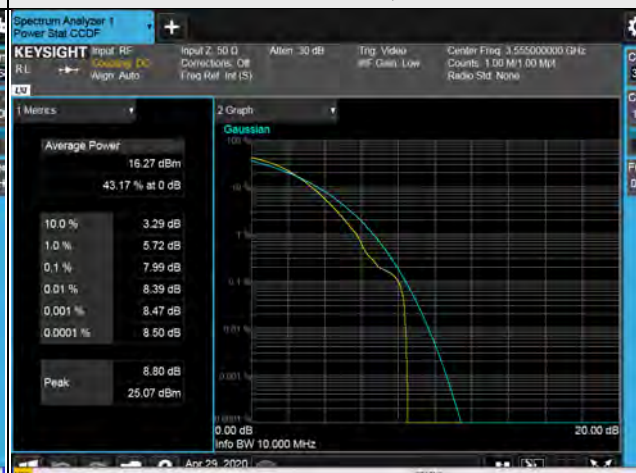 Spectrum Analyzer 1
Power Stat CCDF
+
KEYSIGHT Input: RF Input Z: 50 Ω Atten: 30 dB Trig: Video Center Freq: 3.555000000 GHz
RL Coupling: DC Corrections: Off #IF Gain: Low Counts: 1.00 M/1.00 Mpt
Align: Auto Freq Ref: Int (S) Radio Std: None
LXI
1 Metrics
2 Graph
Gaussian
Average Power
16.27 dBm
43.17 % at 0 dB
10.0 % 3.29 dB
1.0 % 5.72 dB
0.1 % 7.99 dB
0.01 % 8.39 dB
0.001 % 8.47 dB
0.0001 % 8.50 dB
Peak 8.80 dB
25.07 dBm
100 %
10 %
1 %
0.1 %
0.01 %
0.001 %
0.0001 %
0.00 dB 20.00 dB
Info BW 10.000 MHz
Apr 29, 2020